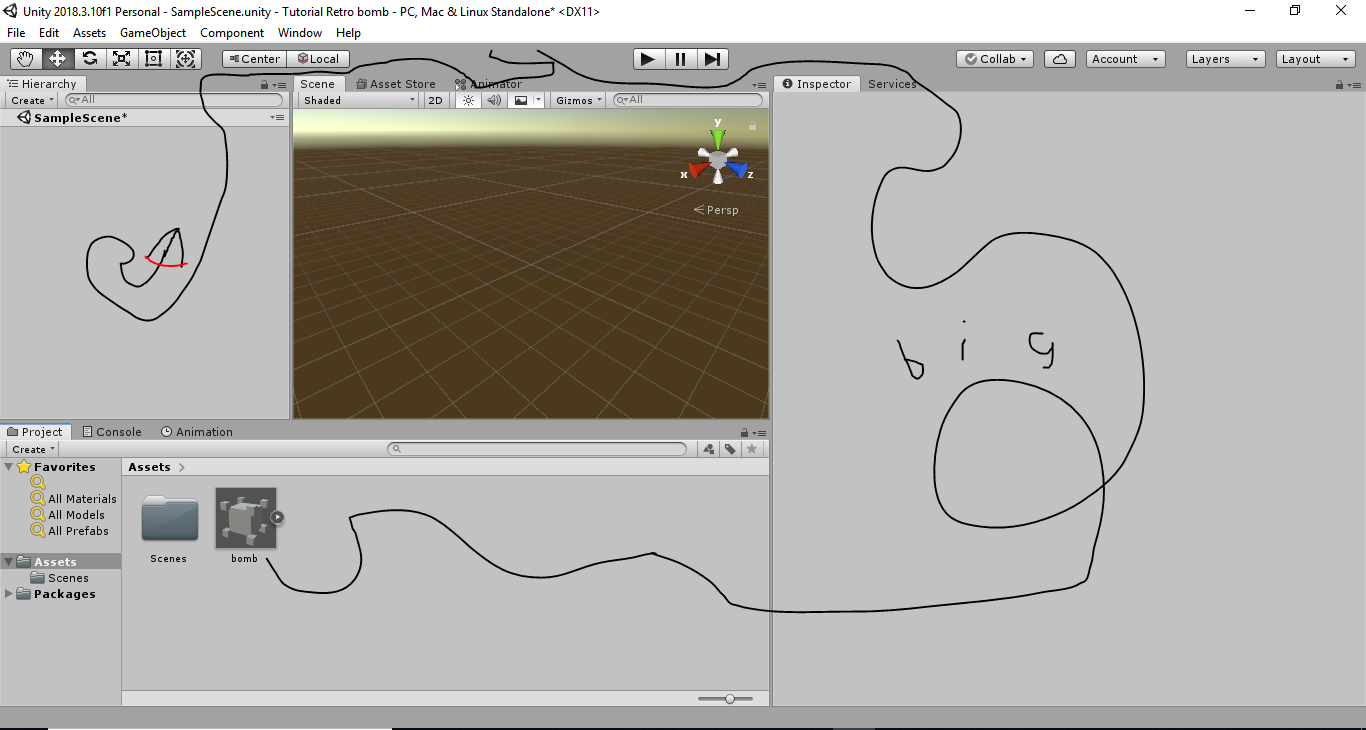 Unity 2018.3.10f1 Personal - SampleScene.unity - Tutorial Retro bomb - PC, Mac & Linux Standalone* <DX11>
File Edit Assets GameObject Component Window Help
Center Local Collab Account Layers Layout
Hierarchy Scene Asset Store Animator Inspector Services
Create All Shaded 2D Gizmos All
SampleScene*
y
x z
Persp
big
Project Console Animation
Create
Favorites Assets
All Materials
All Models
All Prefabs
Scenes bomb
Assets
Scenes
Packages